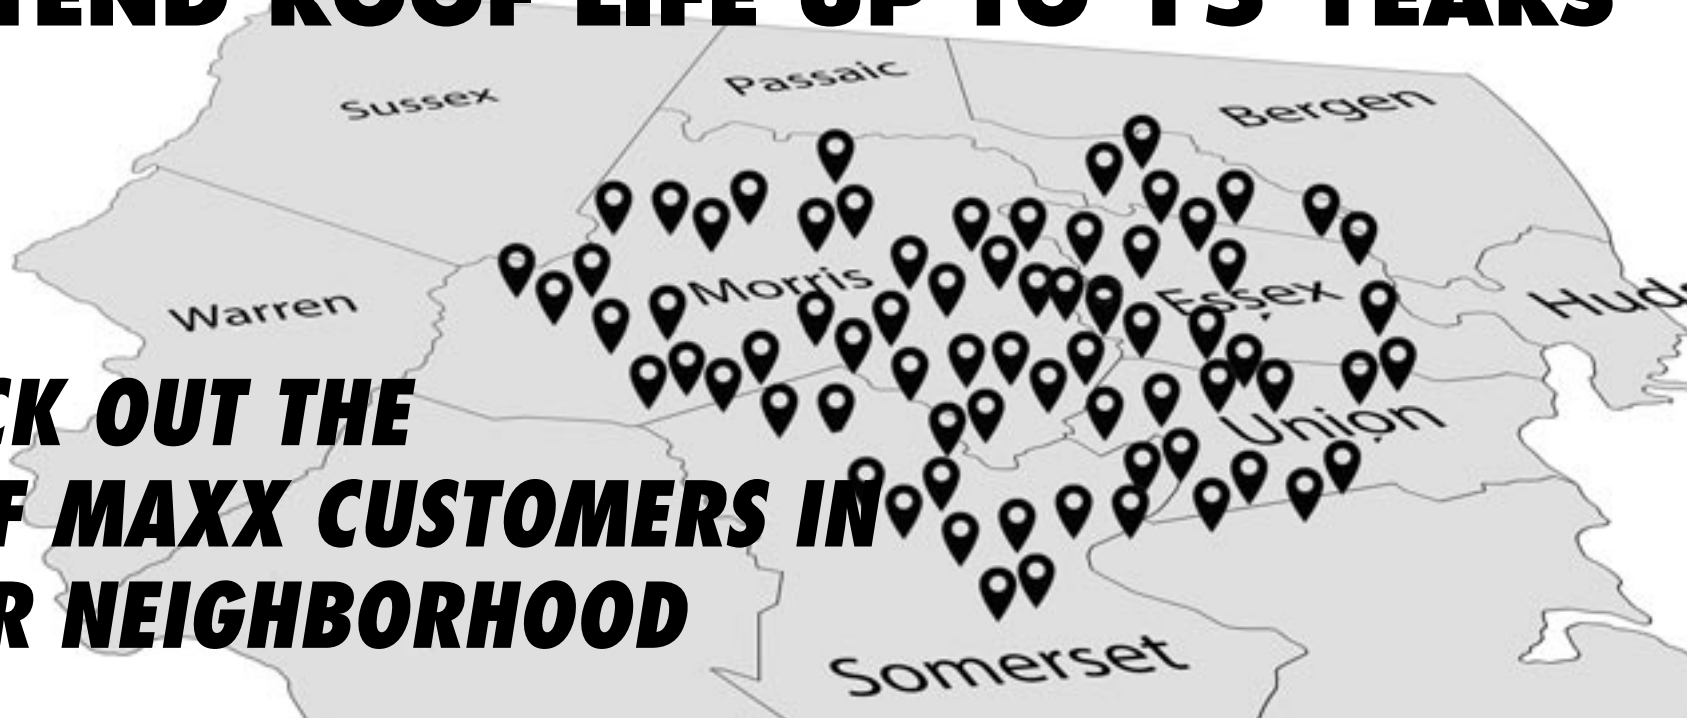 TEND ROOF LIFE UP TO 15 YEARS
Passaic
Sussex
Bergen
Morris
Essex
Warren
Huds
CK OUT THE
Union
F MAXX CUSTOMERS IN
R NEIGHBORHOOD
Somerset